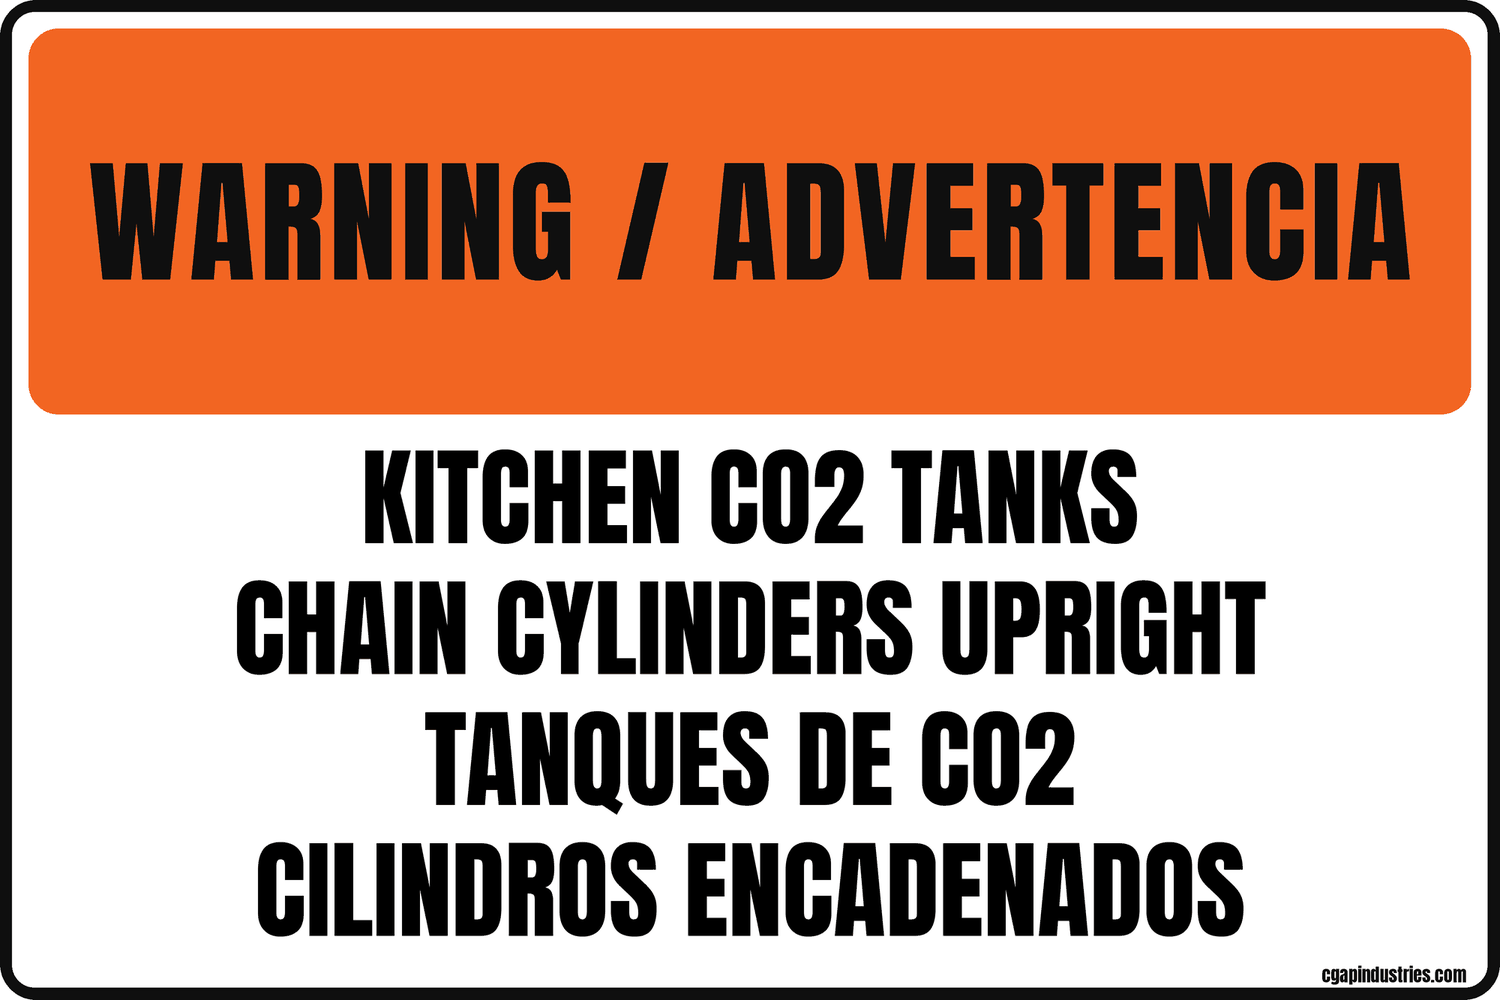 WARNING / ADVERTENCIA
KITCHEN CO2 TANKS
CHAIN CYLINDERS UPRIGHT
TANQUES DE CO2
CILINDROS ENCADENADOS
cgapindustries.com